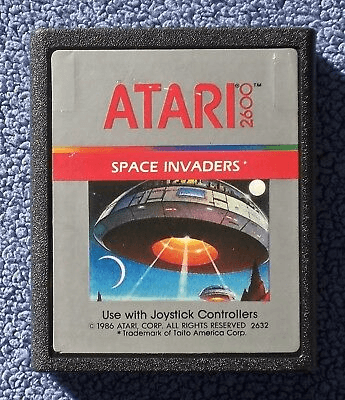 ATARI® 2600™
SPACE INVADERS*
Use with Joystick Controllers
© 1986 ATARI, CORP. ALL RIGHTS RESERVED 2632
*Trademark of Taito America Corp.